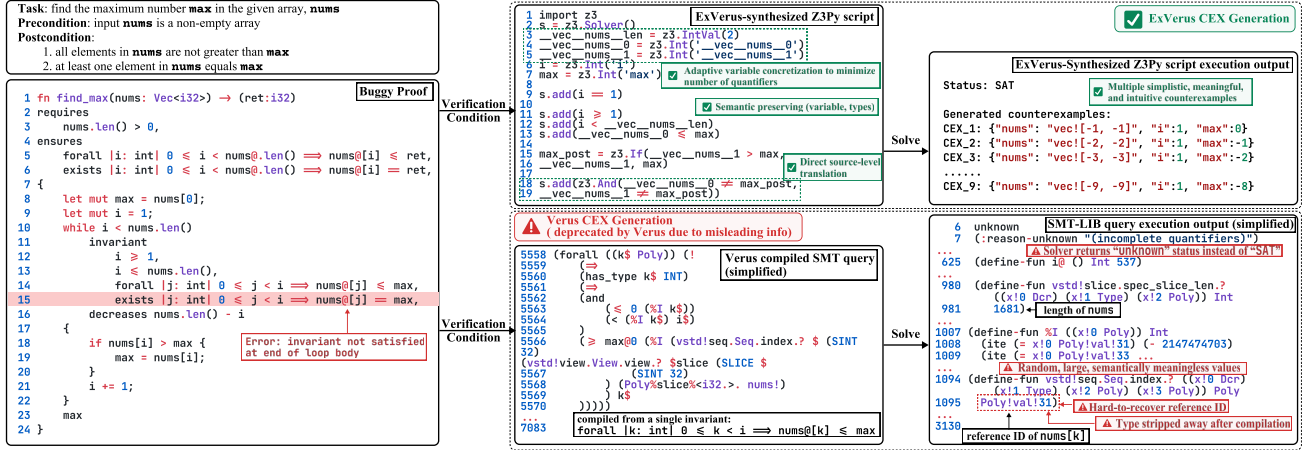 Task: find the maximum number max in the given array, nums
Precondition: input nums is a non-empty array
Postcondition:
1. all elements in nums are not greater than max
2. at least one element in nums equals max
Buggy Proof
1 fn find_max(nums: Vec<i32>) → (ret:i32)
2 requires
3 nums.len() > 0,
4 ensures
5 forall |i: int| 0 ⩽ i < nums@.len() ⟹ nums@[i] ⩽ ret,
6 exists |i: int| 0 ⩽ i < nums@.len() ⟹ nums@[i] == ret,
7 {
8 let mut max = nums[0];
9 let mut i = 1;
10 while i < nums.len()
11 invariant
12 i ⩾ 1,
13 i ⩽ nums.len(),
14 forall |j: int| 0 ⩽ j < i ⟹ nums@[j] ⩽ max,
15 exists |j: int| 0 ⩽ j < i ⟹ nums@[j] == max,
16 decreases nums.len() - i
17 {
18 if nums[i] > max {
19 max = nums[i];
20 }
21 i += 1;
22 }
23 max
24 }
Error: invariant not satisfied
at end of loop body
Verification
Condition
Verification
Condition
ExVerus-synthesized Z3Py script
1 import z3
2 s = z3.Solver()
3 __vec__nums__len = z3.IntVal(2)
4 __vec__nums__0 = z3.Int('__vec__nums__0')
5 __vec__nums__1 = z3.Int('__vec__nums__1')
6 i = z3.Int('i')
7 max = z3.Int('max')
Adaptive variable concretization to minimize
number of quantifiers
9 s.add(i == 1)
Semantic preserving (variable, types)
11 s.add(i ⩾ 1)
12 s.add(i < __vec__nums__len)
13 s.add(__vec__nums__0 ⩽ max)
15 max_post = z3.If(__vec__nums__1 > max,
16 __vec__nums__1, max)
Direct source-level
translation
18 s.add(z3.And(__vec__nums__0 ≠ max_post,
19 __vec__nums__1 ≠ max_post))
Solve
ExVerus CEX Generation
ExVerus-Synthesized Z3Py script execution output
Status: SAT
Multiple simplistic, meaningful,
and intuitive counterexamples
Generated counterexamples:
CEX_1: {"nums": "vec![-1, -1]", "i":1, "max":0}
CEX_2: {"nums": "vec![-2, -2]", "i":1, "max":-1}
CEX_3: {"nums": "vec![-3, -3]", "i":1, "max":-2}
......
CEX_9: {"nums": "vec![-9, -9]", "i":1, "max":-8}
Verus CEX Generation
( deprecated by Verus due to misleading info)
Verus compiled SMT query
(simplified)
5558 (forall ((k$ Poly)) (!
5559 (⇒
5560 (has_type k$ INT)
5561 (⇒
5562 (and
5563 (⩽ 0 (%I k$))
5564 (< (%I k$) i$)
5565 )
5566 (⩾ max@0 (%I (vstd!seq.Seq.index.? $ (SINT
32)
(vstd!view.View.view.? $slice (SLICE $
5567 (SINT 32)
5568 ) (Poly%slice%<i32.>. nums!)
5569 ) k$
5570 )))))
...
7083
compiled from a single invariant:
forall |k: int| 0 ⩽ k < i ⟹ nums@[k] ⩽ max
Solve
SMT-LIB query execution output (simplified)
6 unknown
7 (:reason-unknown "(incomplete quantifiers)")
...
Solver returns "unknown" status instead of "SAT"
625 (define-fun i@ () Int 537)
...
980 (define-fun vstd!slice.spec_slice_len.?
((x!0 Dcr) (x!1 Type) (x!2 Poly)) Int
981 1681)
length of nums
...
1007 (define-fun %I ((x!0 Poly)) Int
1008 (ite (= x!0 Poly!val!31) (- 2147474703)
1009 (ite (= x!0 Poly!val!33 ...
...
Random, large, semantically meaningless values
1094 (define-fun vstd!seq.Seq.index.? ((x!0 Dcr)
(x!1 Type) (x!2 Poly) (x!3 Poly)) Poly
1095 Poly!val!31)
Hard-to-recover reference ID
...
Type stripped away after compilation
3130
reference ID of nums[k]